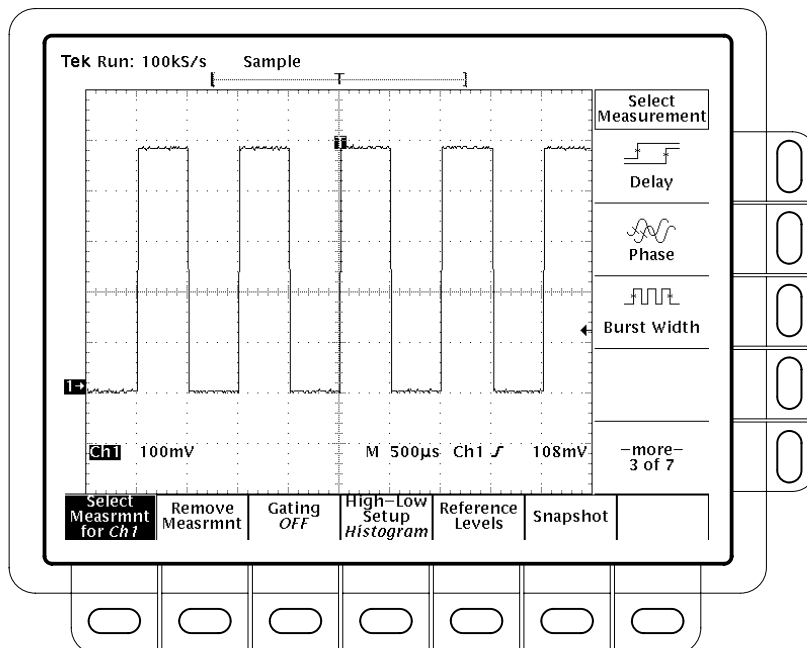 Tek Run: 100kS/s Sample
T
T
1→
Ch1 100mV M 500µs Ch1 108mV
Select
Measurement
Delay
Phase
Burst Width
–more–
3 of 7
Select
Measrmnt
for Ch1
Remove
Measrmnt
Gating
OFF
High–Low
Setup
Histogram
Reference
Levels
Snapshot